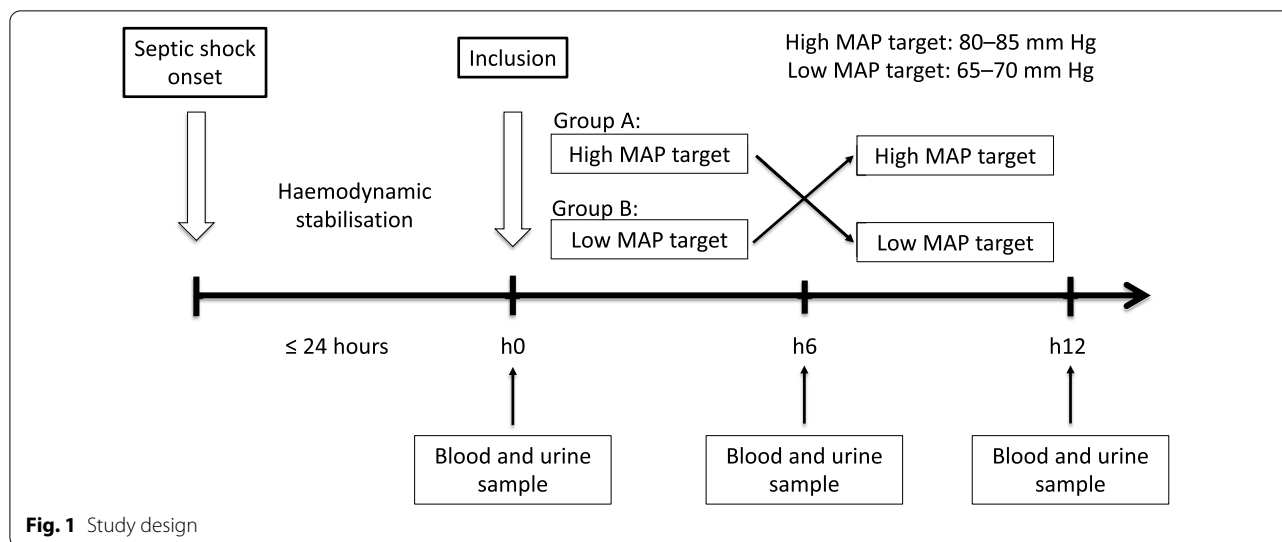 Septic shock
onset
Inclusion
High MAP target: 80–85 mm Hg
Low MAP target: 65–70 mm Hg
Haemodynamic
stabilisation
Group A:
High MAP target
Group B:
Low MAP target
High MAP target
Low MAP target
≤ 24 hours
h0
h6
h12
Blood and urine
sample
Blood and urine
sample
Blood and urine
sample
Fig. 1 Study design